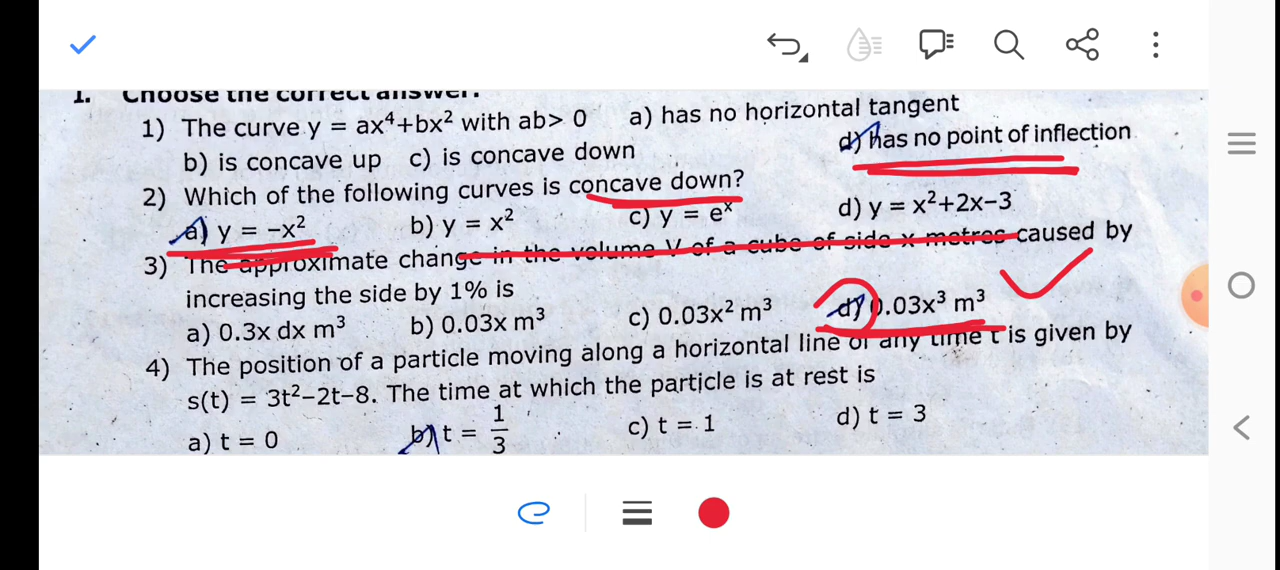 I. Choose the correct answer.
1) The curve y = ax⁴+bx² with ab> 0 a) has no horizontal tangent
b) is concave up c) is concave down d) has no point of inflection
2) Which of the following curves is concave down?
a) y = −x² b) y = x² c) y = eˣ d) y = x²+2x−3
3) The approximate change in the volume V of a cube of side x metres caused by
increasing the side by 1% is
a) 0.3x dx m³ b) 0.03x m³ c) 0.03x² m³ d) 0.03x³ m³
4) The position of a particle moving along a horizontal line of any time t is given by
s(t) = 3t²−2t−8. The time at which the particle is at rest is
a) t = 0 b) t = 1/3 c) t = 1 d) t = 3